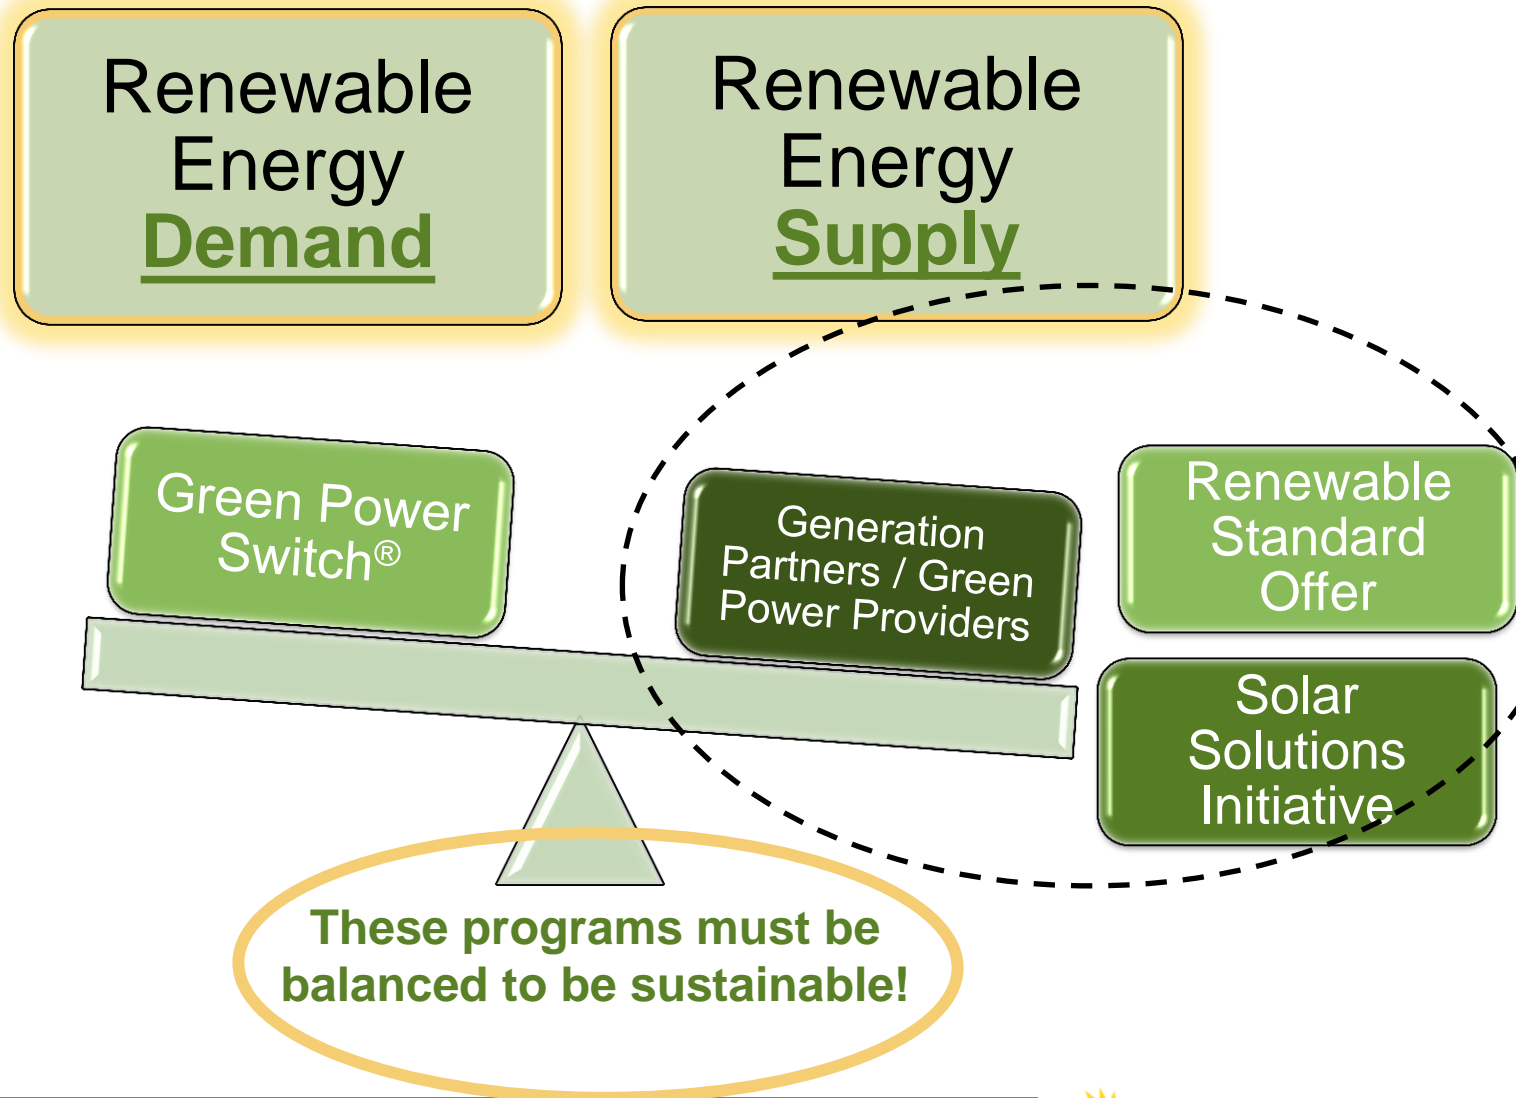 Renewable
Energy
Demand
Renewable
Energy
Supply
Green Power
Switch®
Generation
Partners / Green
Power Providers
Renewable
Standard
Offer
Solar
Solutions
Initiative
These programs must be
balanced to be sustainable!